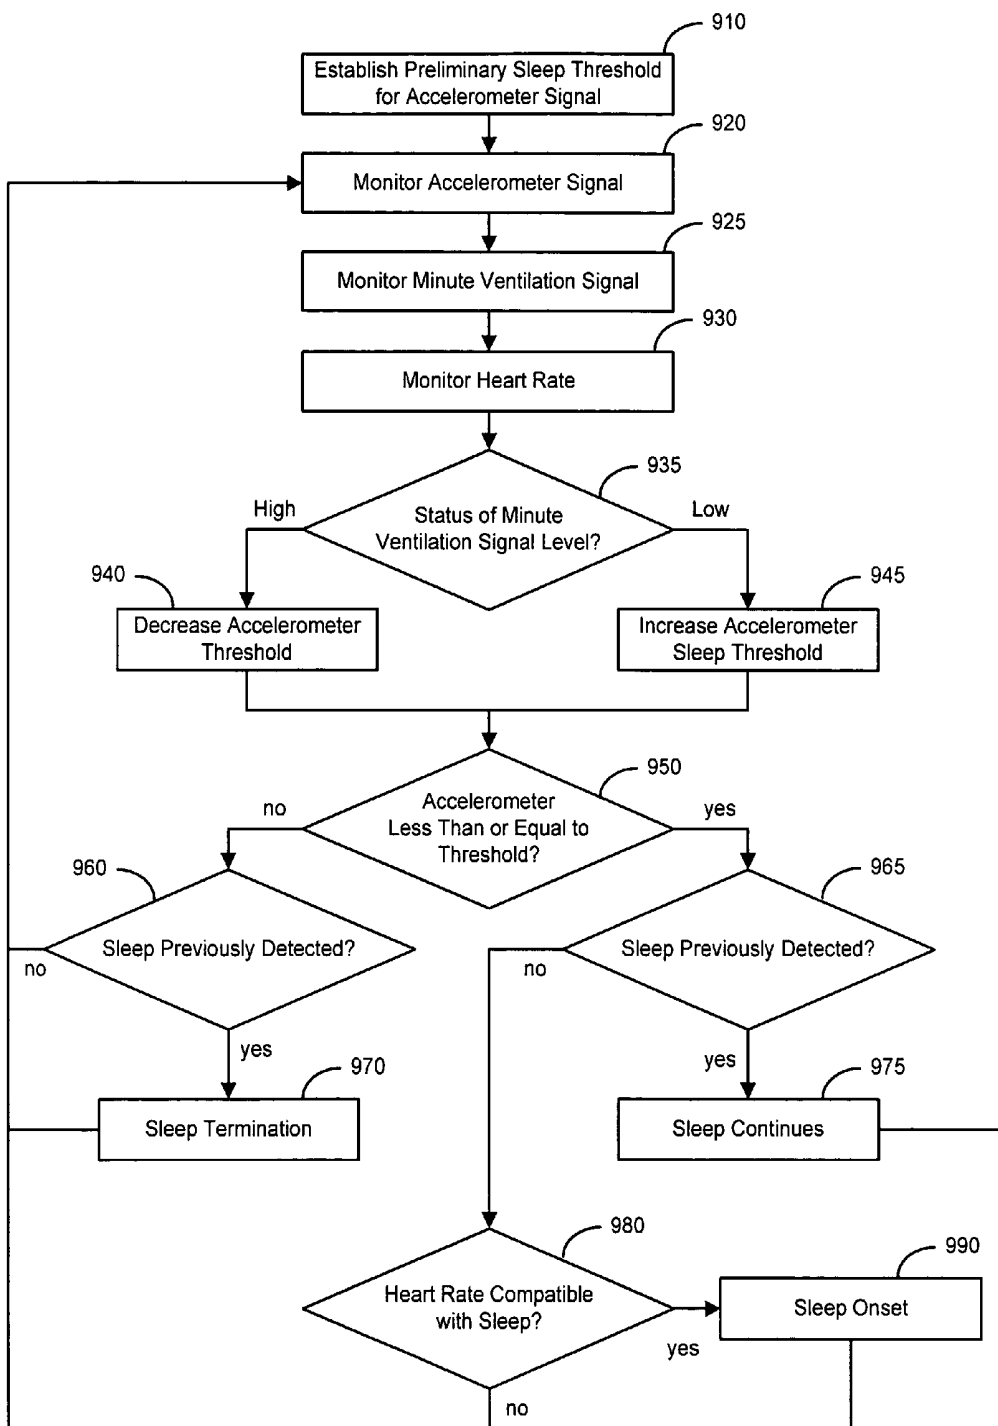 910
Establish Preliminary Sleep Threshold
for Accelerometer Signal
920
Monitor Accelerometer Signal
925
Monitor Minute Ventilation Signal
930
Monitor Heart Rate
935
High
Status of Minute
Ventilation Signal Level?
Low
940
945
Decrease Accelerometer
Threshold
Increase Accelerometer
Sleep Threshold
950
no
Accelerometer
Less Than or Equal to
Threshold?
yes
960
965
Sleep Previously Detected?
no
yes
Sleep Previously Detected?
no
yes
970
975
Sleep Termination
Sleep Continues
980
990
Heart Rate Compatible
with Sleep?
yes
Sleep Onset
no